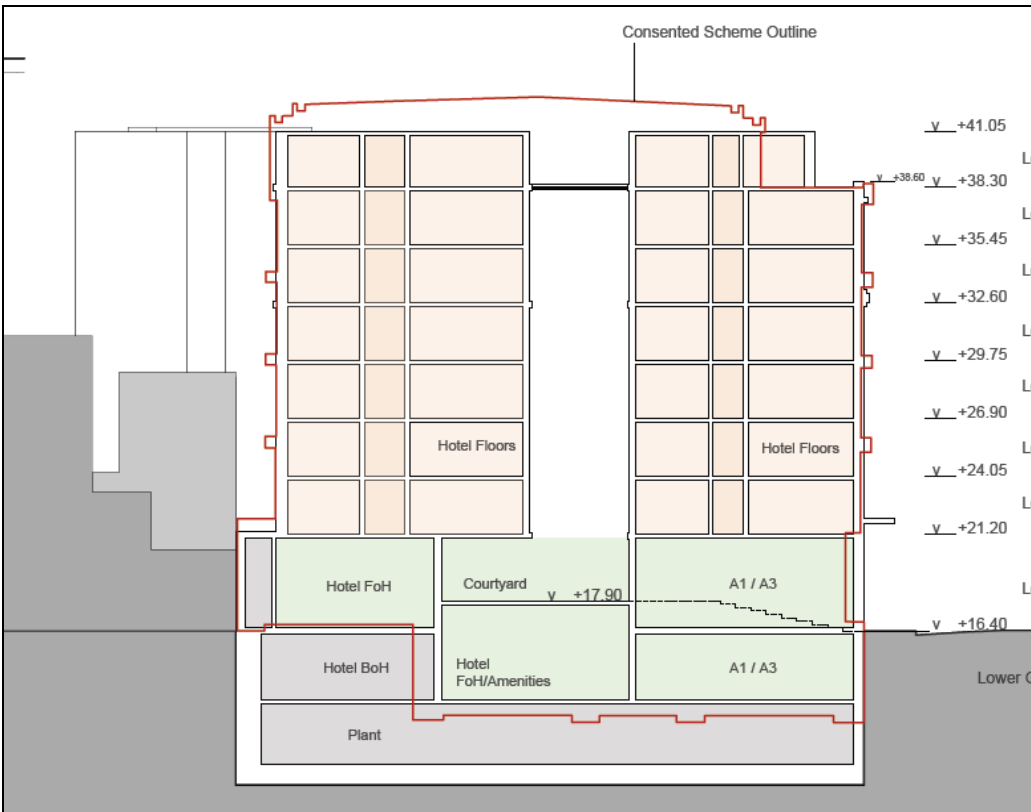 Consented Scheme Outline
+41.05
+38.60
+38.30
+35.45
+32.60
+29.75
+26.90
Hotel Floors
Hotel Floors
+24.05
+21.20
Hotel FoH
Courtyard
A1 / A3
+17.90
+16.40
Hotel BoH
Hotel
FoH/Amenities
A1 / A3
Lower
Plant